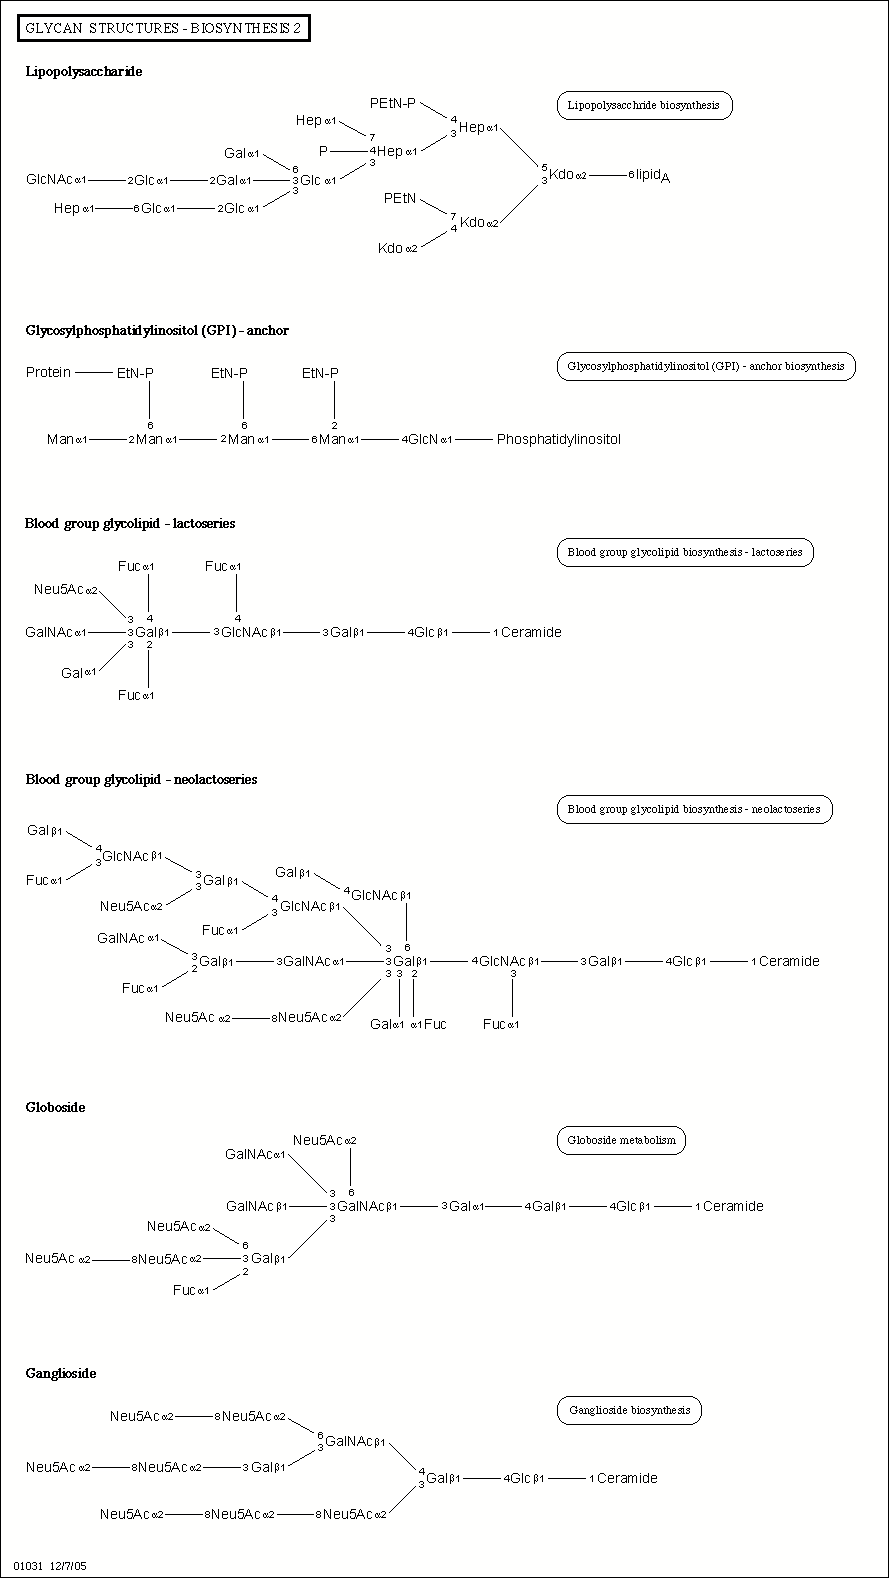 GLYCAN STRUCTURES - BIOSYNTHESIS 2
Lipopolysaccharide
PEtN-P
Lipopolysacchride biosynthesis
Hep α1 4 Hep α1
7 3
Gal α1 P 4 Hep α1
6 3 5
GlcNAc α1 2 Glc α1 2 Gal α1 3 Glc α1 Kdo α2 6 lipid A
3 3
PEtN
Hep α1 6 Glc α1 2 Glc α1 7
Kdo α2
4
Kdo α2
Glycosylphosphatidylinositol (GPI) - anchor
Protein EtN-P EtN-P EtN-P Glycosylphosphatidylinositol (GPI) - anchor biosynthesis
6 6 2
Man α1 2 Man α1 2 Man α1 6 Man α1 4 GlcN α1 Phosphatidylinositol
Blood group glycolipid - lactoseries
Blood group glycolipid biosynthesis - lactoseries
Fuc α1 Fuc α1
Neu5Ac α2
3 4 4
GalNAc α1 3 Gal β1 3 GlcNAc β1 3 Gal β1 4 Glc β1 1 Ceramide
3 2
Gal α1
Fuc α1
Blood group glycolipid - neolactoseries
Blood group glycolipid biosynthesis - neolactoseries
Gal β1
4
GlcNAc β1
3
Fuc α1 3 Gal β1 Gal β1
3 4 GlcNAc β1
Neu5Ac α2 4
GlcNAc β1
3
Fuc α1
GalNAc α1 3 6
3
Gal β1 3 GalNAc α1 3 Gal β1 4 GlcNAc β1 3 Gal β1 4 Glc β1 1 Ceramide
2 3 3 2 3
Fuc α1
Neu5Ac α2 8 Neu5Ac α2
Gal α1 α1 Fuc Fuc α1
Globoside
Neu5Ac α2 Globoside metabolism
GalNAc α1
3 6
GalNAc β1 3 GalNAc β1 3 Gal α1 4 Gal β1 4 Glc β1 1 Ceramide
3
Neu5Ac α2
6
Neu5Ac α2 8 Neu5Ac α2 3 Gal β1
2
Fuc α1
Ganglioside
Neu5Ac α2 8 Neu5Ac α2 Ganglioside biosynthesis
6
GalNAc β1
3
Neu5Ac α2 8 Neu5Ac α2 3 Gal β1
4
Gal β1 4 Glc β1 1 Ceramide
3
Neu5Ac α2 8 Neu5Ac α2 8 Neu5Ac α2
01031 12/7/05